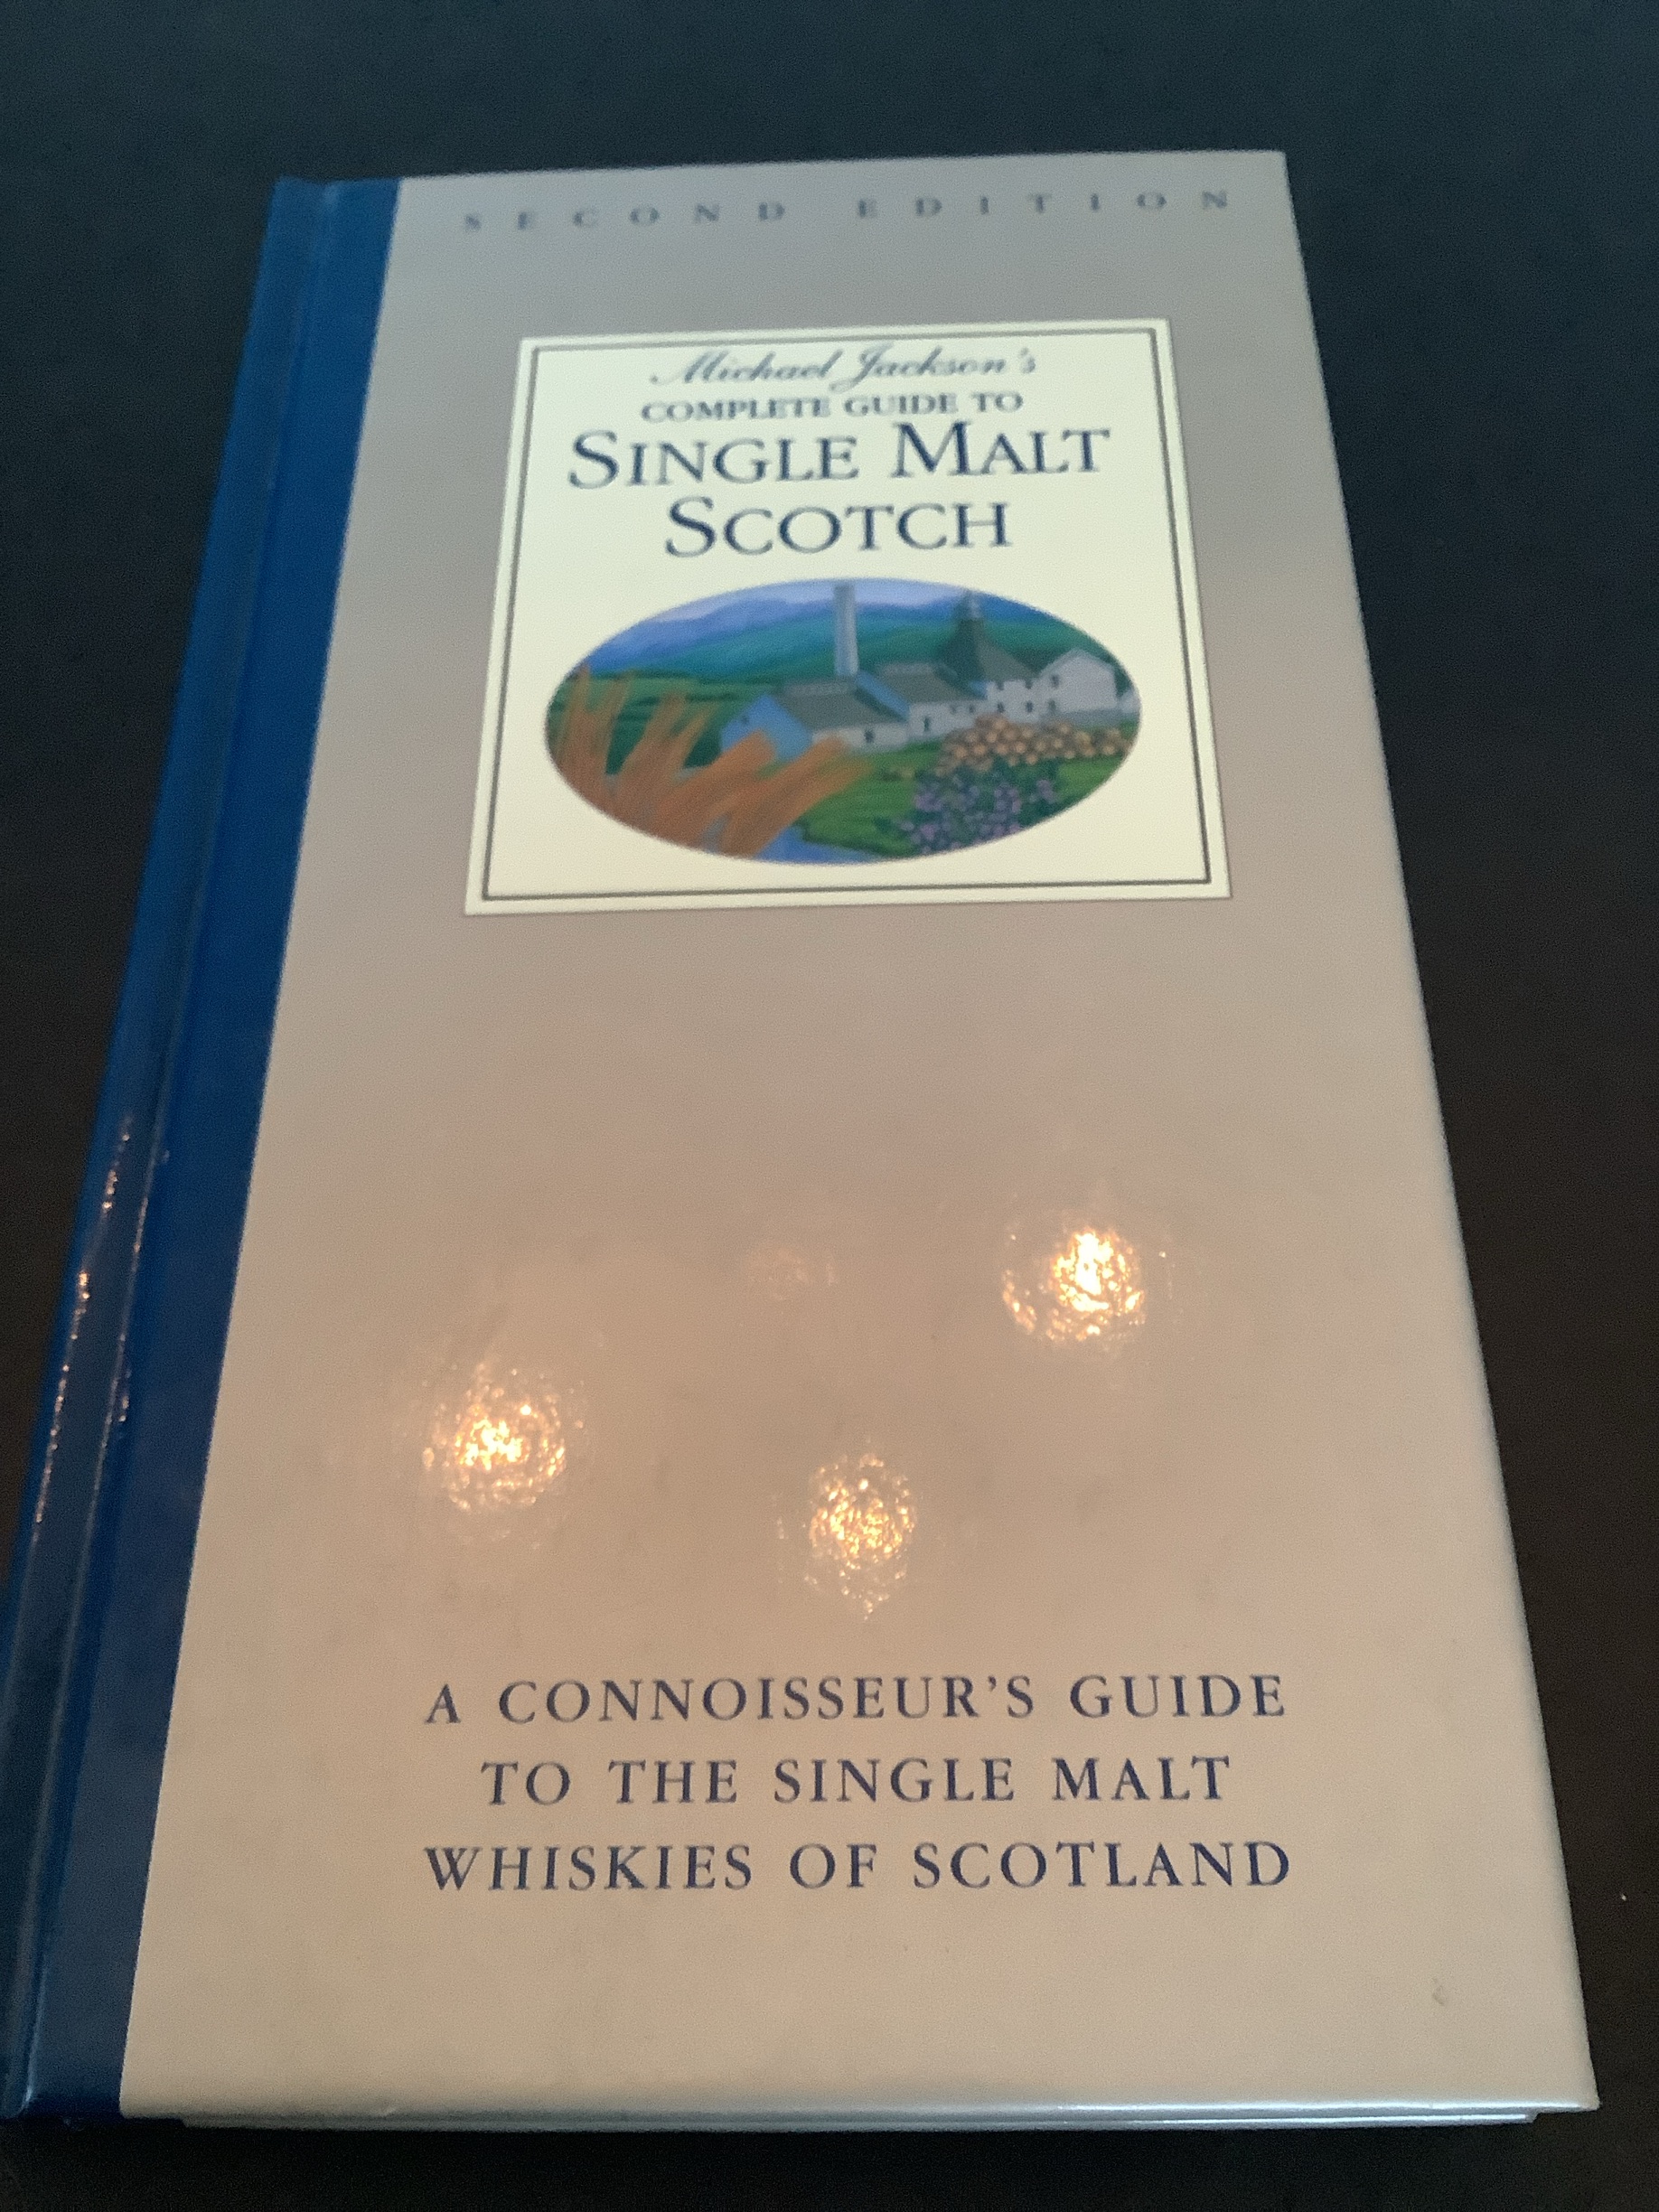 SECOND EDITION
Michael Jackson's
COMPLETE GUIDE TO
SINGLE MALT
SCOTCH
A CONNOISSEUR'S GUIDE
TO THE SINGLE MALT
WHISKIES OF SCOTLAND